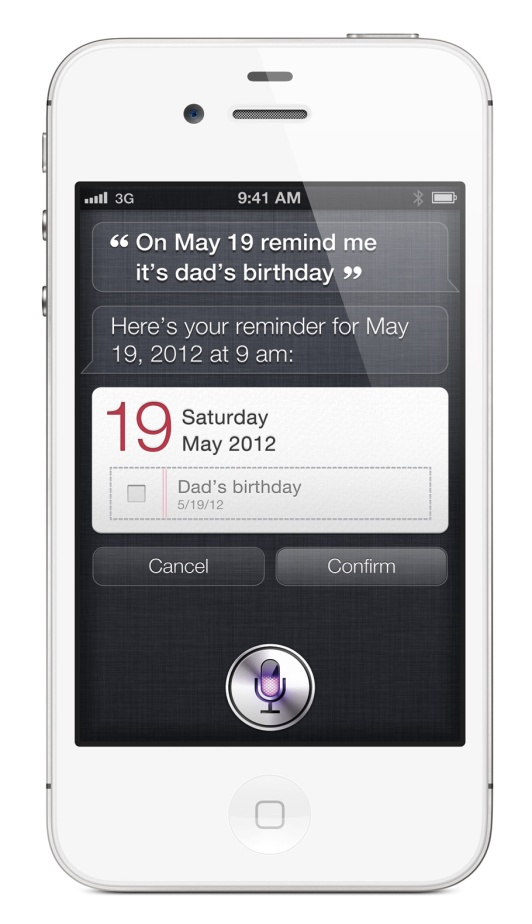 3G 9:41 AM
“ On May 19 remind me
it’s dad’s birthday ”
Here’s your reminder for May
19, 2012 at 9 am:
19 Saturday
May 2012
Dad’s birthday
5/19/12
Cancel Confirm